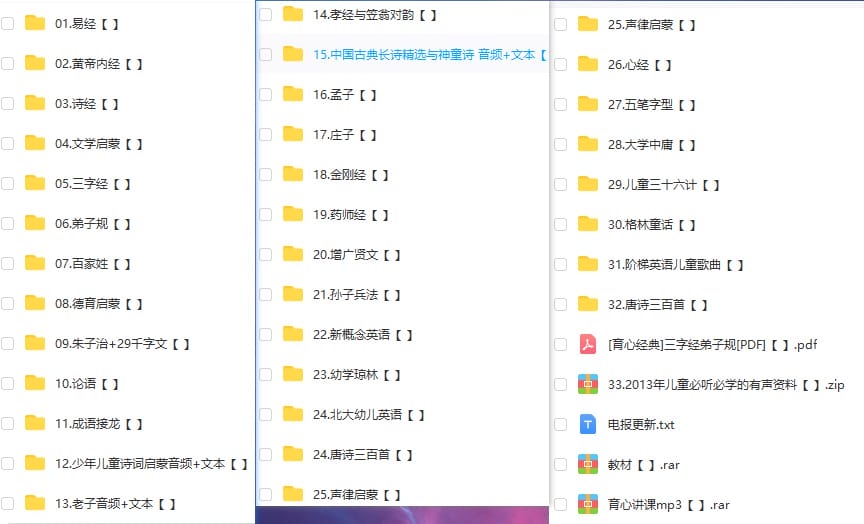 01.易经【 】
02.黄帝内经【 】
03.诗经【 】
04.文学启蒙【 】
05.三字经【 】
06.弟子规【 】
07.百家姓【 】
08.德育启蒙【 】
09.朱子治+29千字文【 】
10.论语【 】
11.成语接龙【 】
12.少年儿童诗词启蒙音频+文本【 】
13.老子音频+文本【 】
14.孝经与笠翁对韵【 】
15.中国古典长诗精选与神童诗 音频+文本【
16.孟子【 】
17.庄子【 】
18.金刚经【 】
19.药师经【 】
20.增广贤文【 】
21.孙子兵法【 】
22.新概念英语【 】
23.幼学琼林【 】
24.北大幼儿英语【 】
24.唐诗三百首【 】
25.声律启蒙【 】
25.声律启蒙【 】
26.心经【 】
27.五笔字型【 】
28.大学中庸【 】
29.儿童三十六计【 】
30.格林童话【 】
31.阶梯英语儿童歌曲【 】
32.唐诗三百首【 】
[育心经典]三字经弟子规[PDF]【 】.pdf
33.2013年儿童必听必学的有声资料【 】.zip
电报更新.txt
教材【 】.rar
育心讲课mp3【 】.rar